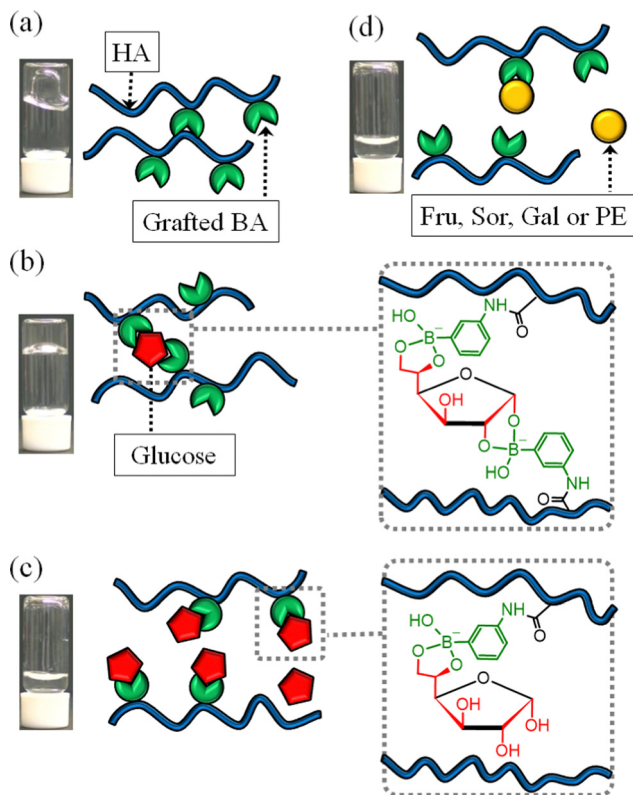 (a)
HA
Grafted BA
(d)
Fru, Sor, Gal or PE
(b)
Glucose
HO
B
−
NH
O
O
O
O
OH
O
O
B
−
HO
NH
O
(c)
HO
B
−
NH
O
O
O
O
OH
OH
OH